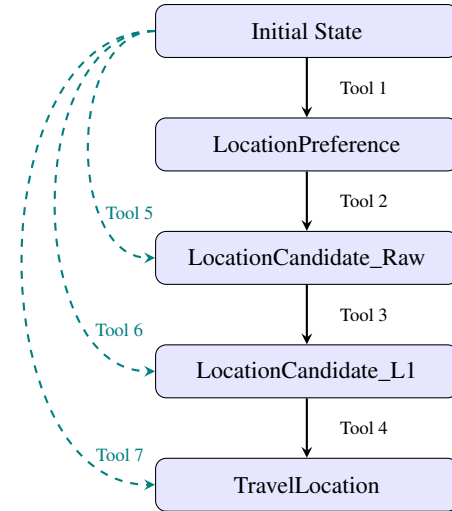 Initial State
Tool 1
LocationPreference
Tool 2
Tool 5
LocationCandidate_Raw
Tool 3
Tool 6
LocationCandidate_L1
Tool 4
Tool 7
TravelLocation